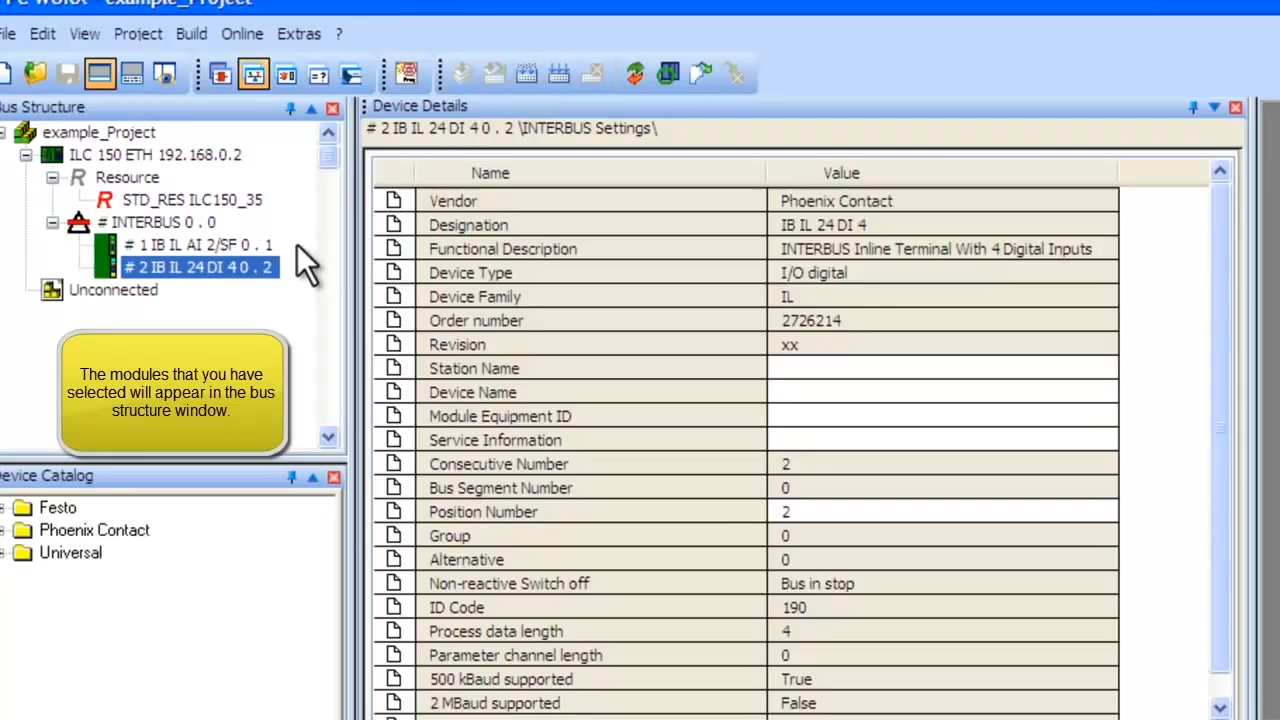 PC WORX - example_Project
File Edit View Project Build Online Extras ?
Bus Structure
example_Project
ILC 150 ETH 192.168.0.2
R Resource
R STD_RES ILC150_35
# INTERBUS 0 . 0
# 1 IB IL AI 2/SF 0 . 1
# 2 IB IL 24 DI 4 0 . 2
Unconnected
The modules that you have
selected will appear in the bus
structure window.
Device Catalog
Festo
Phoenix Contact
Universal
Device Details
# 2 IB IL 24 DI 4 0 . 2 \INTERBUS Settings\
Name Value
Vendor Phoenix Contact
Designation IB IL 24 DI 4
Functional Description INTERBUS Inline Terminal With 4 Digital Inputs
Device Type I/O digital
Device Family IL
Order number 2726214
Revision xx
Station Name
Device Name
Module Equipment ID
Service Information
Consecutive Number 2
Bus Segment Number 0
Position Number 2
Group 0
Alternative 0
Non-reactive Switch off Bus in stop
ID Code 190
Process data length 4
Parameter channel length 0
500 kBaud supported True
2 MBaud supported False